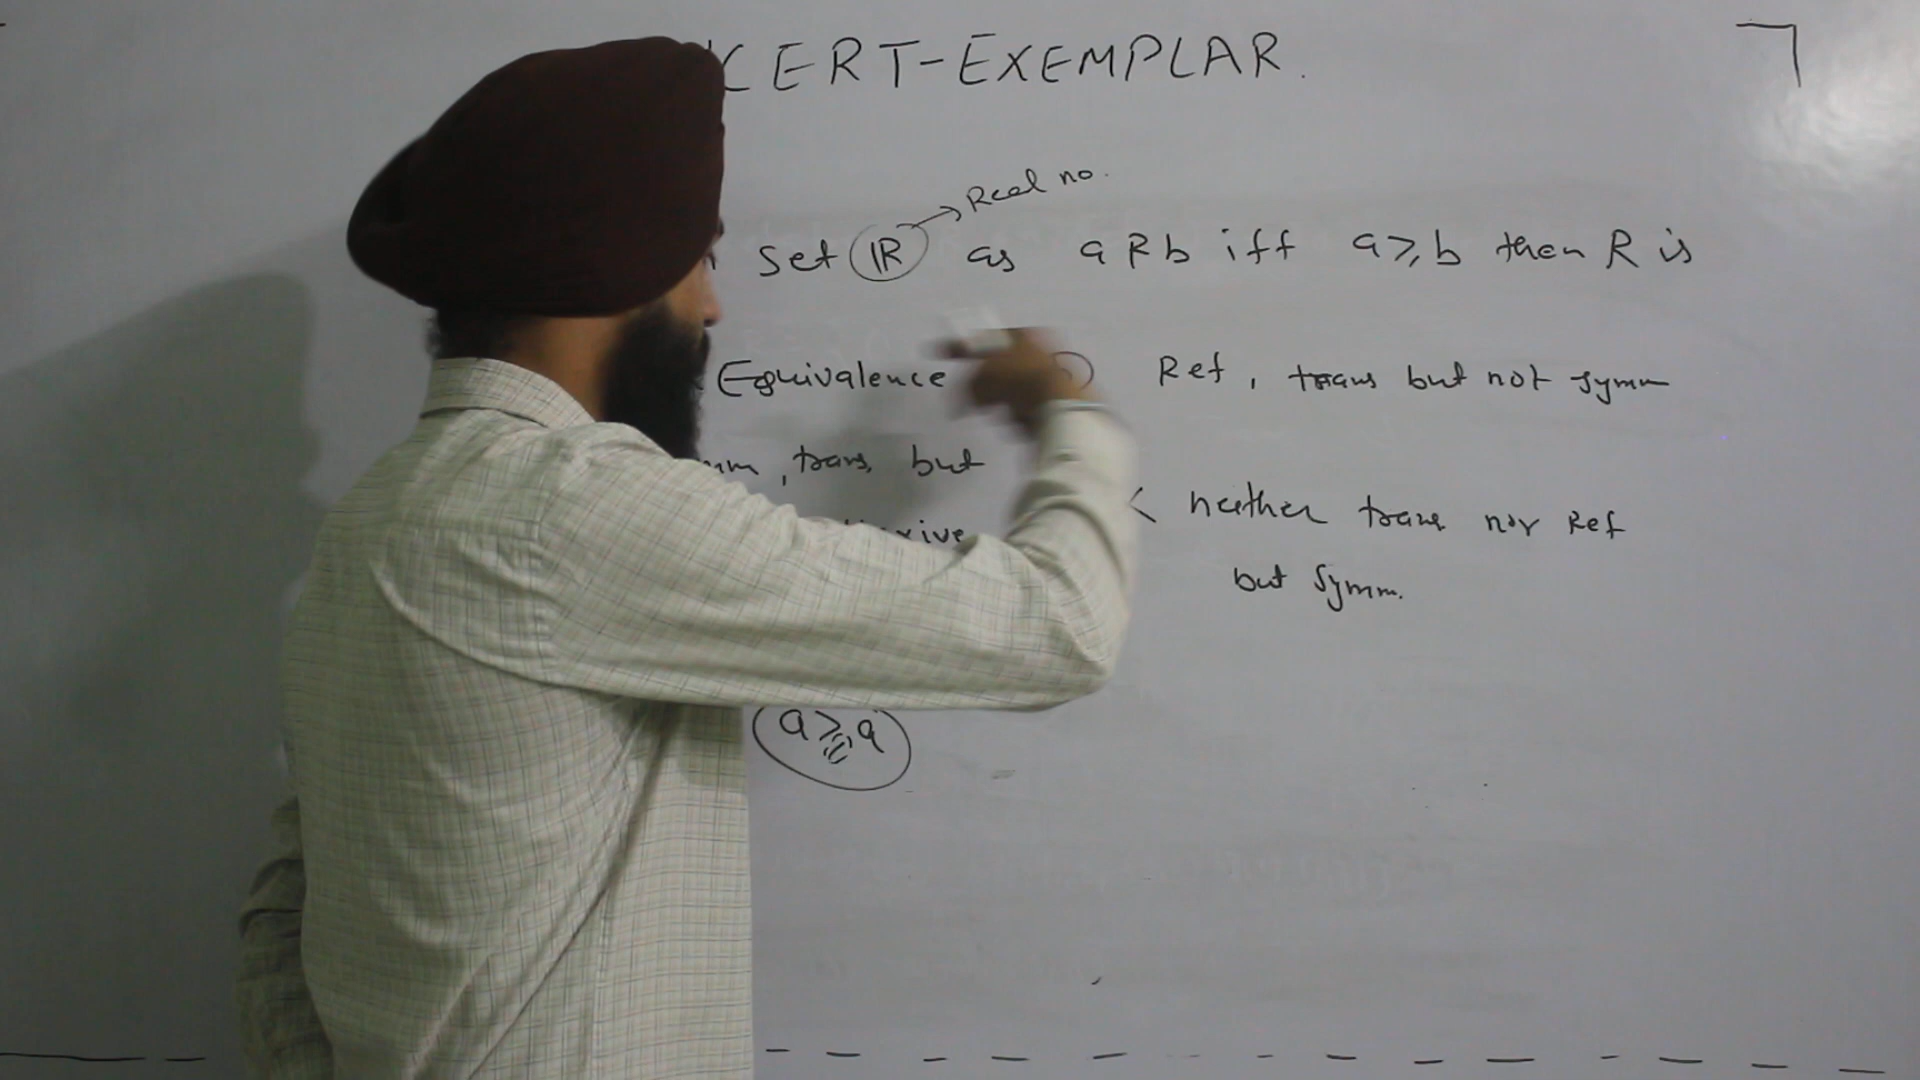 CERT-EXEMPLAR.
Real no.
Set IR as a R b iff a ≥ b then R is
Equivalence Ref, trans but not symm
trans, but
neither trans nor Ref
but Symm.
a ≥ a